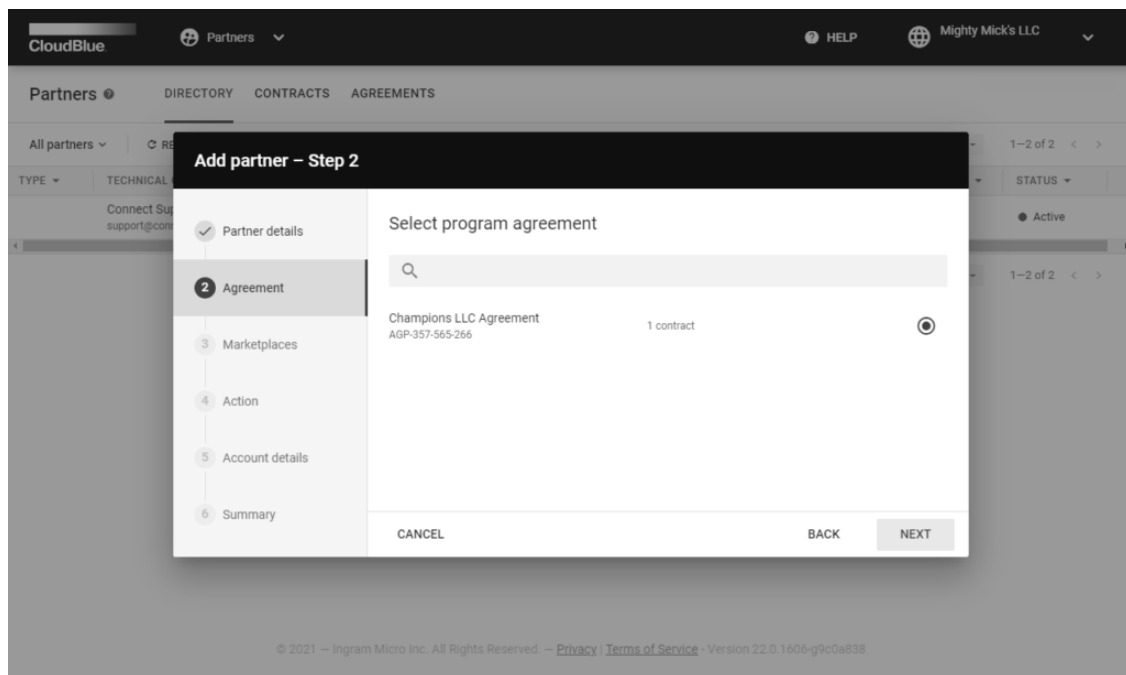 CloudBlue.
Partners
HELP
Mighty Mick's LLC
Partners
DIRECTORY CONTRACTS AGREEMENTS
All partners
1–2 of 2
TYPE TECHNICAL STATUS
Add partner – Step 2
Connect
support@
Active
1–2 of 2
Partner details
2 Agreement
3 Marketplaces
4 Action
5 Account details
6 Summary
Select program agreement
Champions LLC Agreement
AGP-357-565-266
1 contract
CANCEL BACK NEXT
© 2021 – Ingram Micro Inc. All Rights Reserved. – Privacy | Terms of Service - Version 22.0.1606-g9c0a838